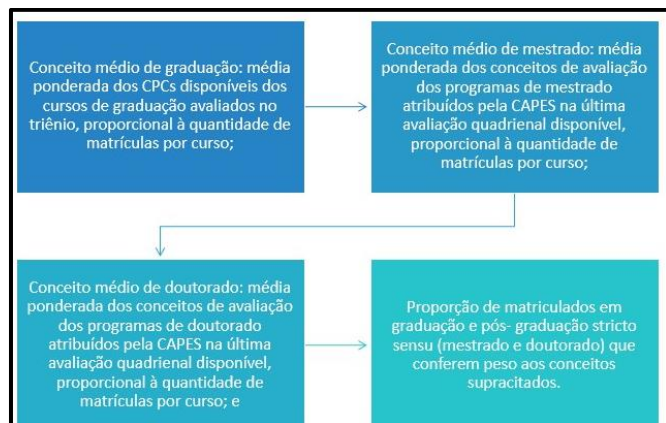 Conceito médio de graduação: média
ponderada dos CPCs disponíveis dos
cursos de graduação avaliados no
triênio, proporcional à quantidade de
matrículas por curso;
Conceito médio de mestrado: média
ponderada dos conceitos de avaliação
dos programas de mestrado
atribuídos pela CAPES na última
avaliação quadrienal disponível,
proporcional à quantidade de
matrículas por curso;
Conceito médio de doutorado: média
ponderada dos conceitos de avaliação
dos programas de doutorado
atribuídos pela CAPES na última
avaliação quadrienal disponível,
proporcional à quantidade de
matrículas por curso; e
Proporção de matriculados em
graduação e pós- graduação stricto
sensu (mestrado e doutorado) que
conferem peso aos conceitos
supracitados.